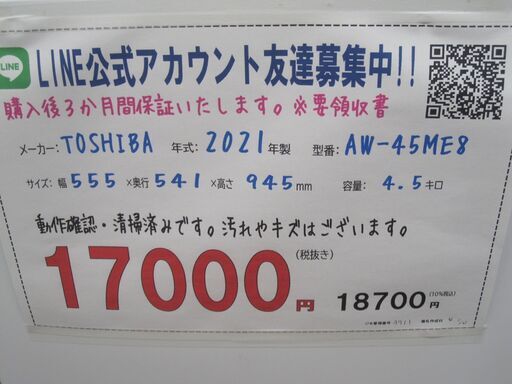 LINE
LINE公式アカウント友達募集中!!
購入後3か月間保証いたします。※要領収書
メーカー: TOSHIBA 年式: 2021年製 型番: AW-45ME8
サイズ: 幅 555 ×奥行 541 ×高さ 945mm 容量: 4.5キロ
動作確認・清掃済みです。汚れやキズはございます。
17000円 (税抜き) 18700円 (10%税込)